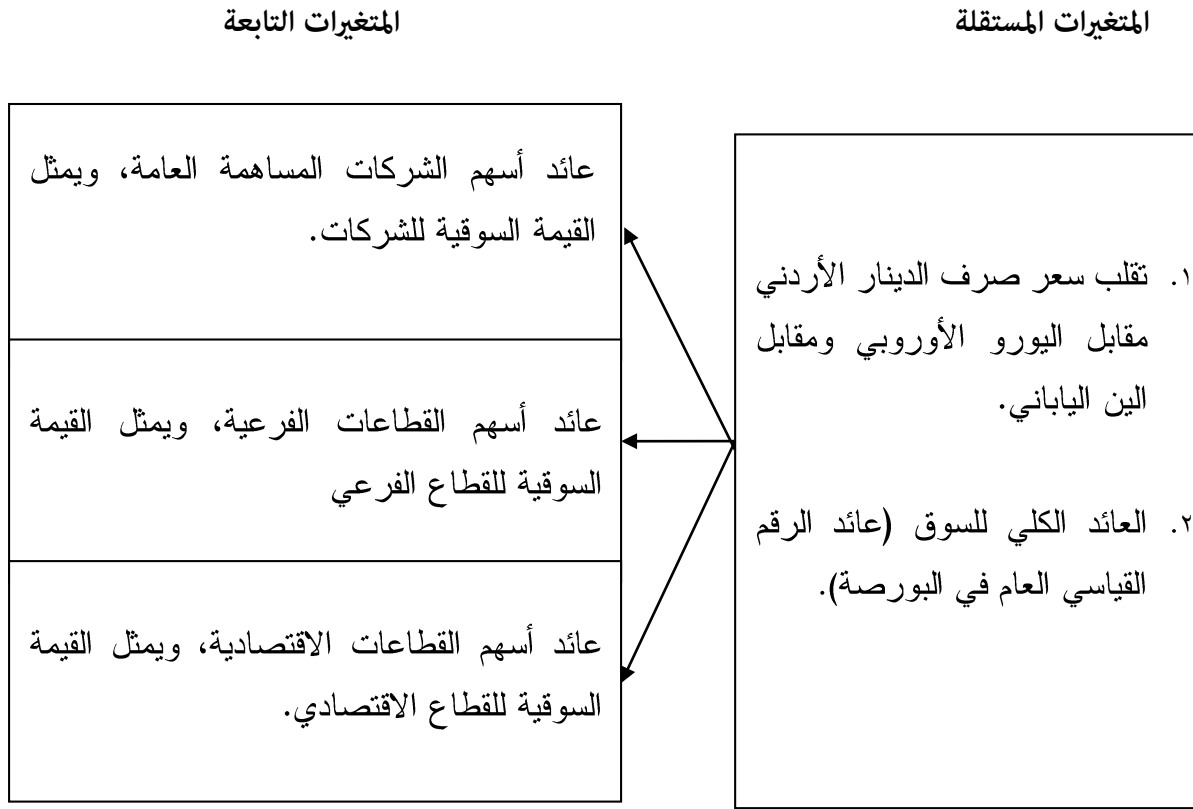 المتغيرات المستقلة
المتغيرات التابعة
١. تقلب سعر صرف الدينار الأردني
مقابل اليورو الأوروبي ومقابل
الين الياباني.
٢. العائد الكلي للسوق (عائد الرقم
القياسي العام في البورصة).
عائد أسهم الشركات المساهمة العامة، ويمثل
القيمة السوقية للشركات.
عائد أسهم القطاعات الفرعية، ويمثل القيمة
السوقية للقطاع الفرعي
عائد أسهم القطاعات الاقتصادية، ويمثل القيمة
السوقية للقطاع الاقتصادي.